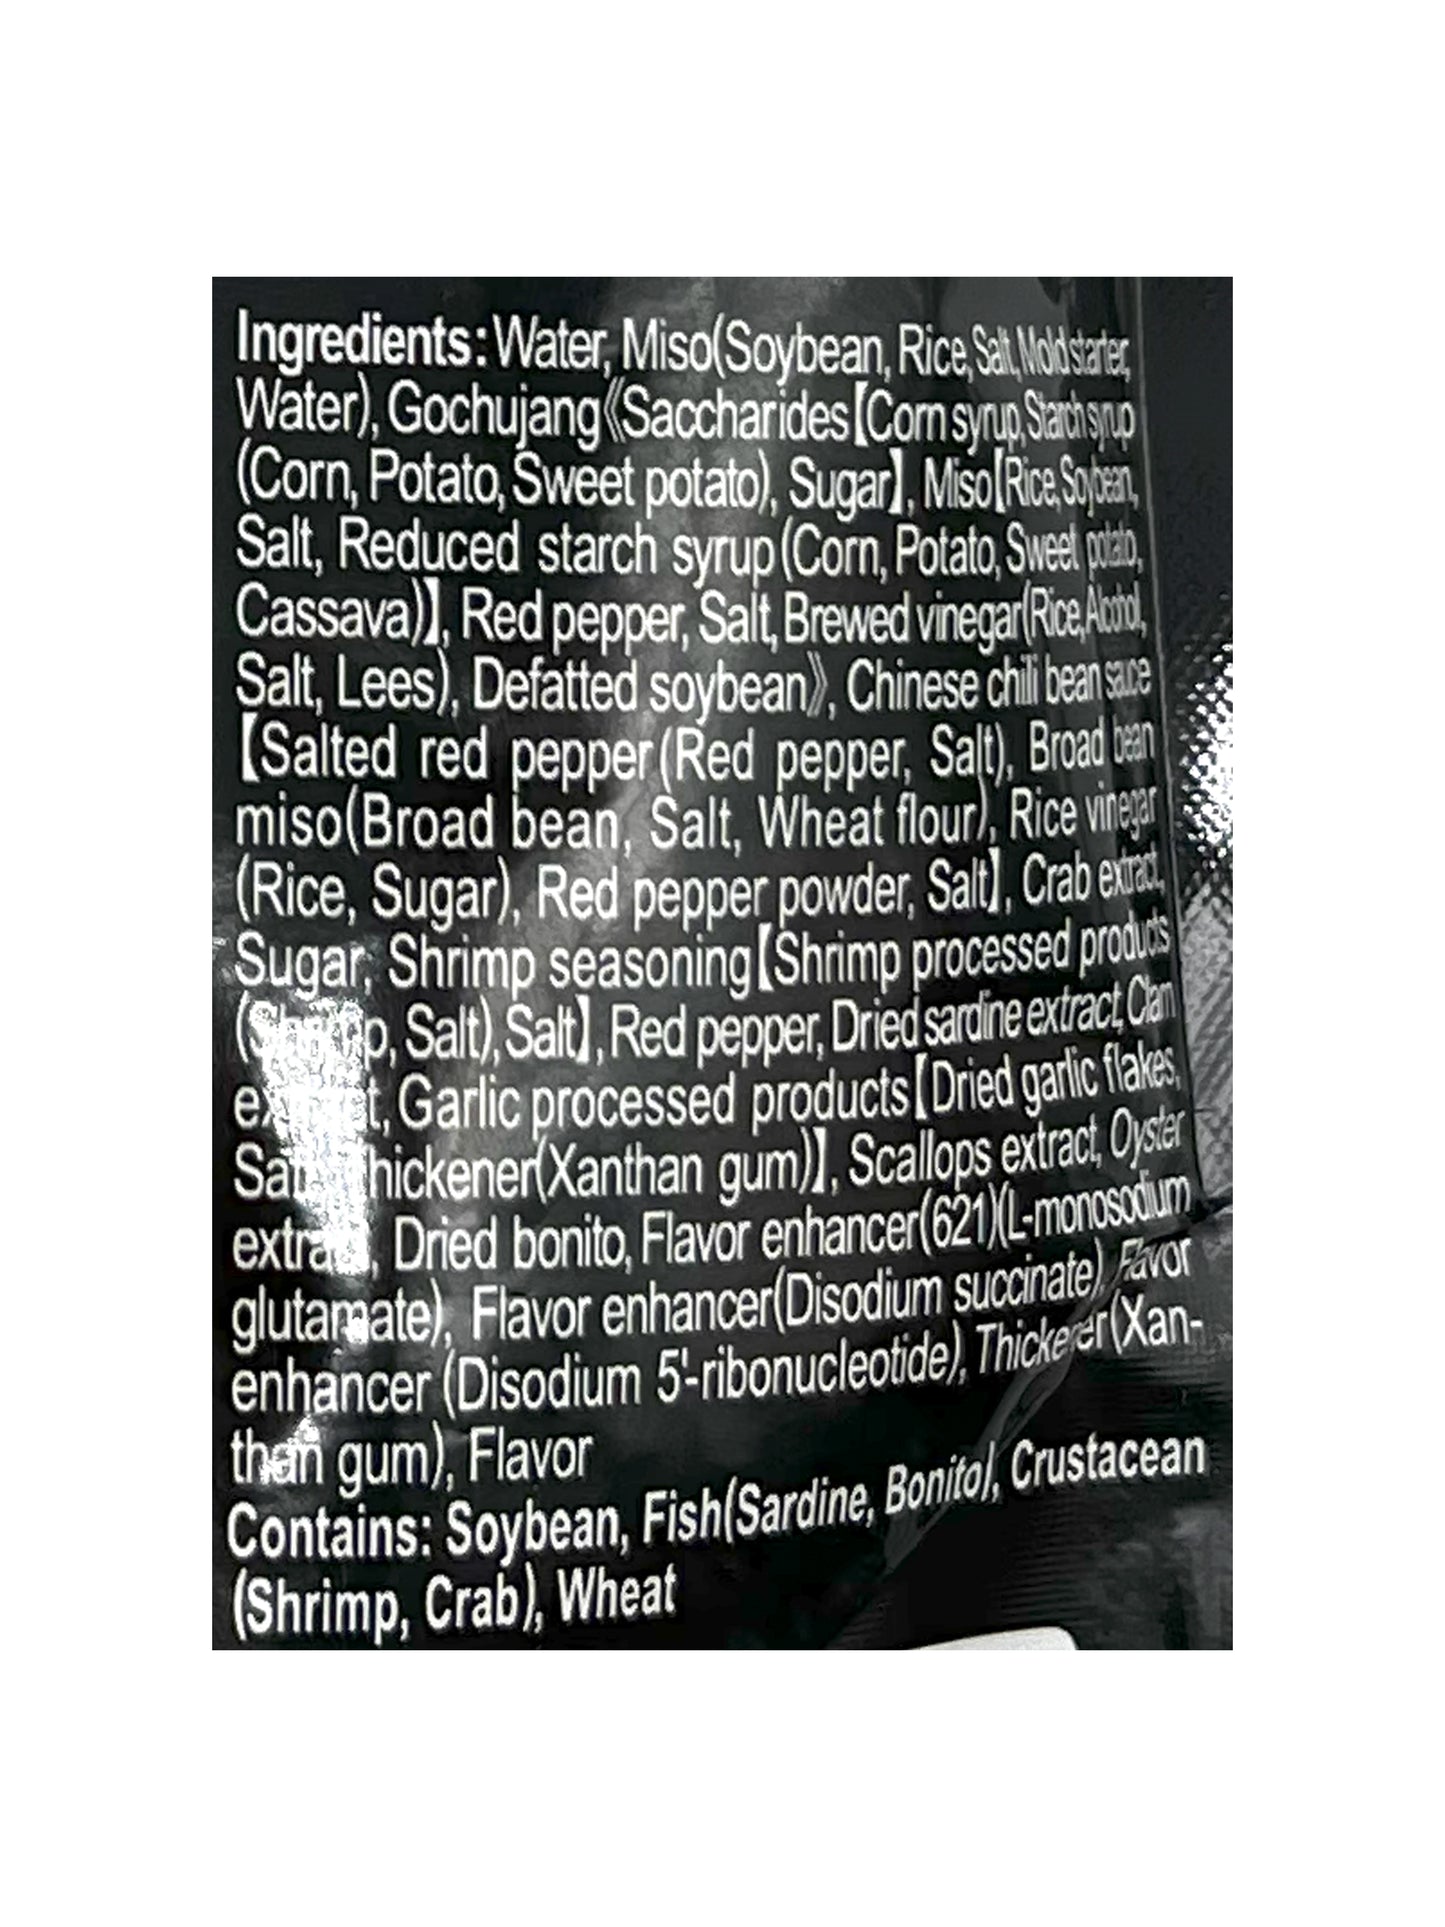 Ingredients: Water, Miso(Soybean, Rice, Salt, Mold starter,
Water), Gochujang《Saccharides【Corn syrup, Starch syrup
(Corn, Potato, Sweet potato), Sugar】, Miso【Rice, Soybean,
Salt, Reduced starch syrup(Corn, Potato, Sweet potato,
Cassava)】, Red pepper, Salt, Brewed vinegar(Rice, Alcohol,
Salt, Lees), Defatted soybean》, Chinese chili bean sauce
【Salted red pepper(Red pepper, Salt), Broad bean
miso(Broad bean, Salt, Wheat flour), Rice vinegar
(Rice, Sugar), Red pepper powder, Salt】, Crab extract,
Sugar, Shrimp seasoning【Shrimp processed products
Salt), Salt】, Red pepper, Dried sardine extract, Clam
Garlic processed products【Dried garlic flakes,
Salt, Thickener(Xanthan gum)】, Scallops extract, Oyster
extract, Dried bonito, Flavor enhancer(621)(L-monosodium
glutamate), Flavor enhancer(Disodium succinate), Flavor
enhancer (Disodium 5'-ribonucleotide), Thickener(Xan-
than gum), Flavor
Contains: Soybean, Fish(Sardine, Bonito), Crustacean
(Shrimp, Crab), Wheat